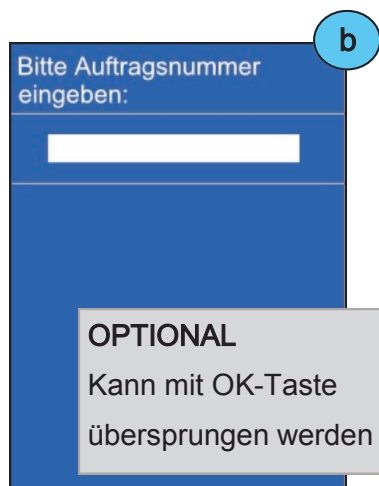 b
Bitte Auftragsnummer
eingeben:
OPTIONAL
Kann mit OK-Taste
übersprungen werden